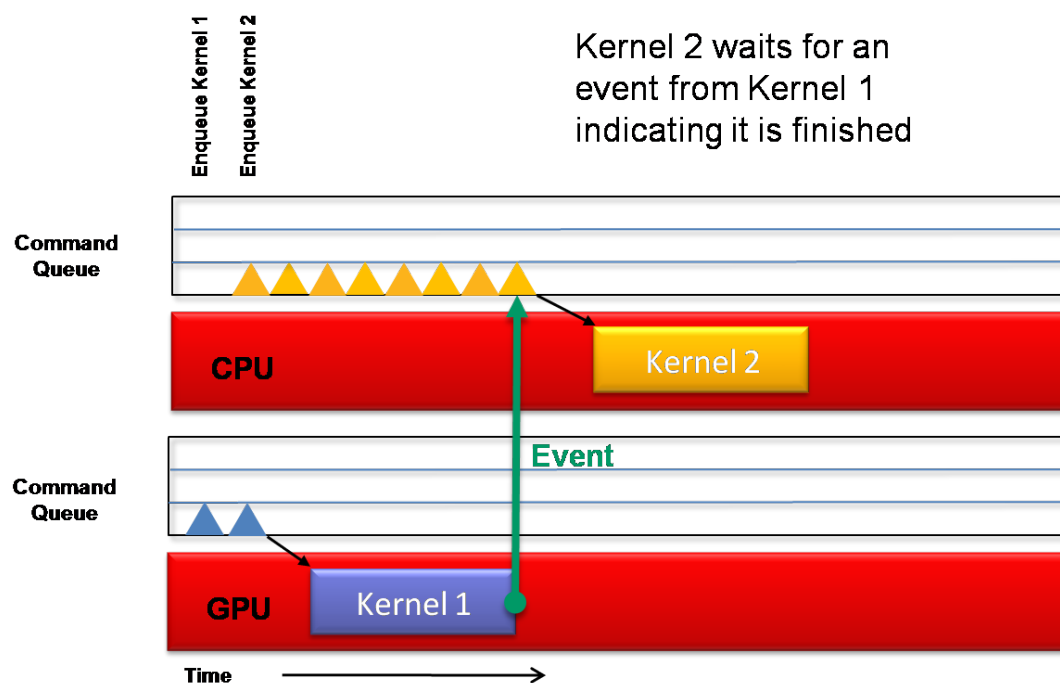 Enqueue Kernel 1
Enqueue Kernel 2
Kernel 2 waits for an
event from Kernel 1
indicating it is finished
Command
Queue
CPU
Kernel 2
Event
Command
Queue
GPU
Kernel 1
Time